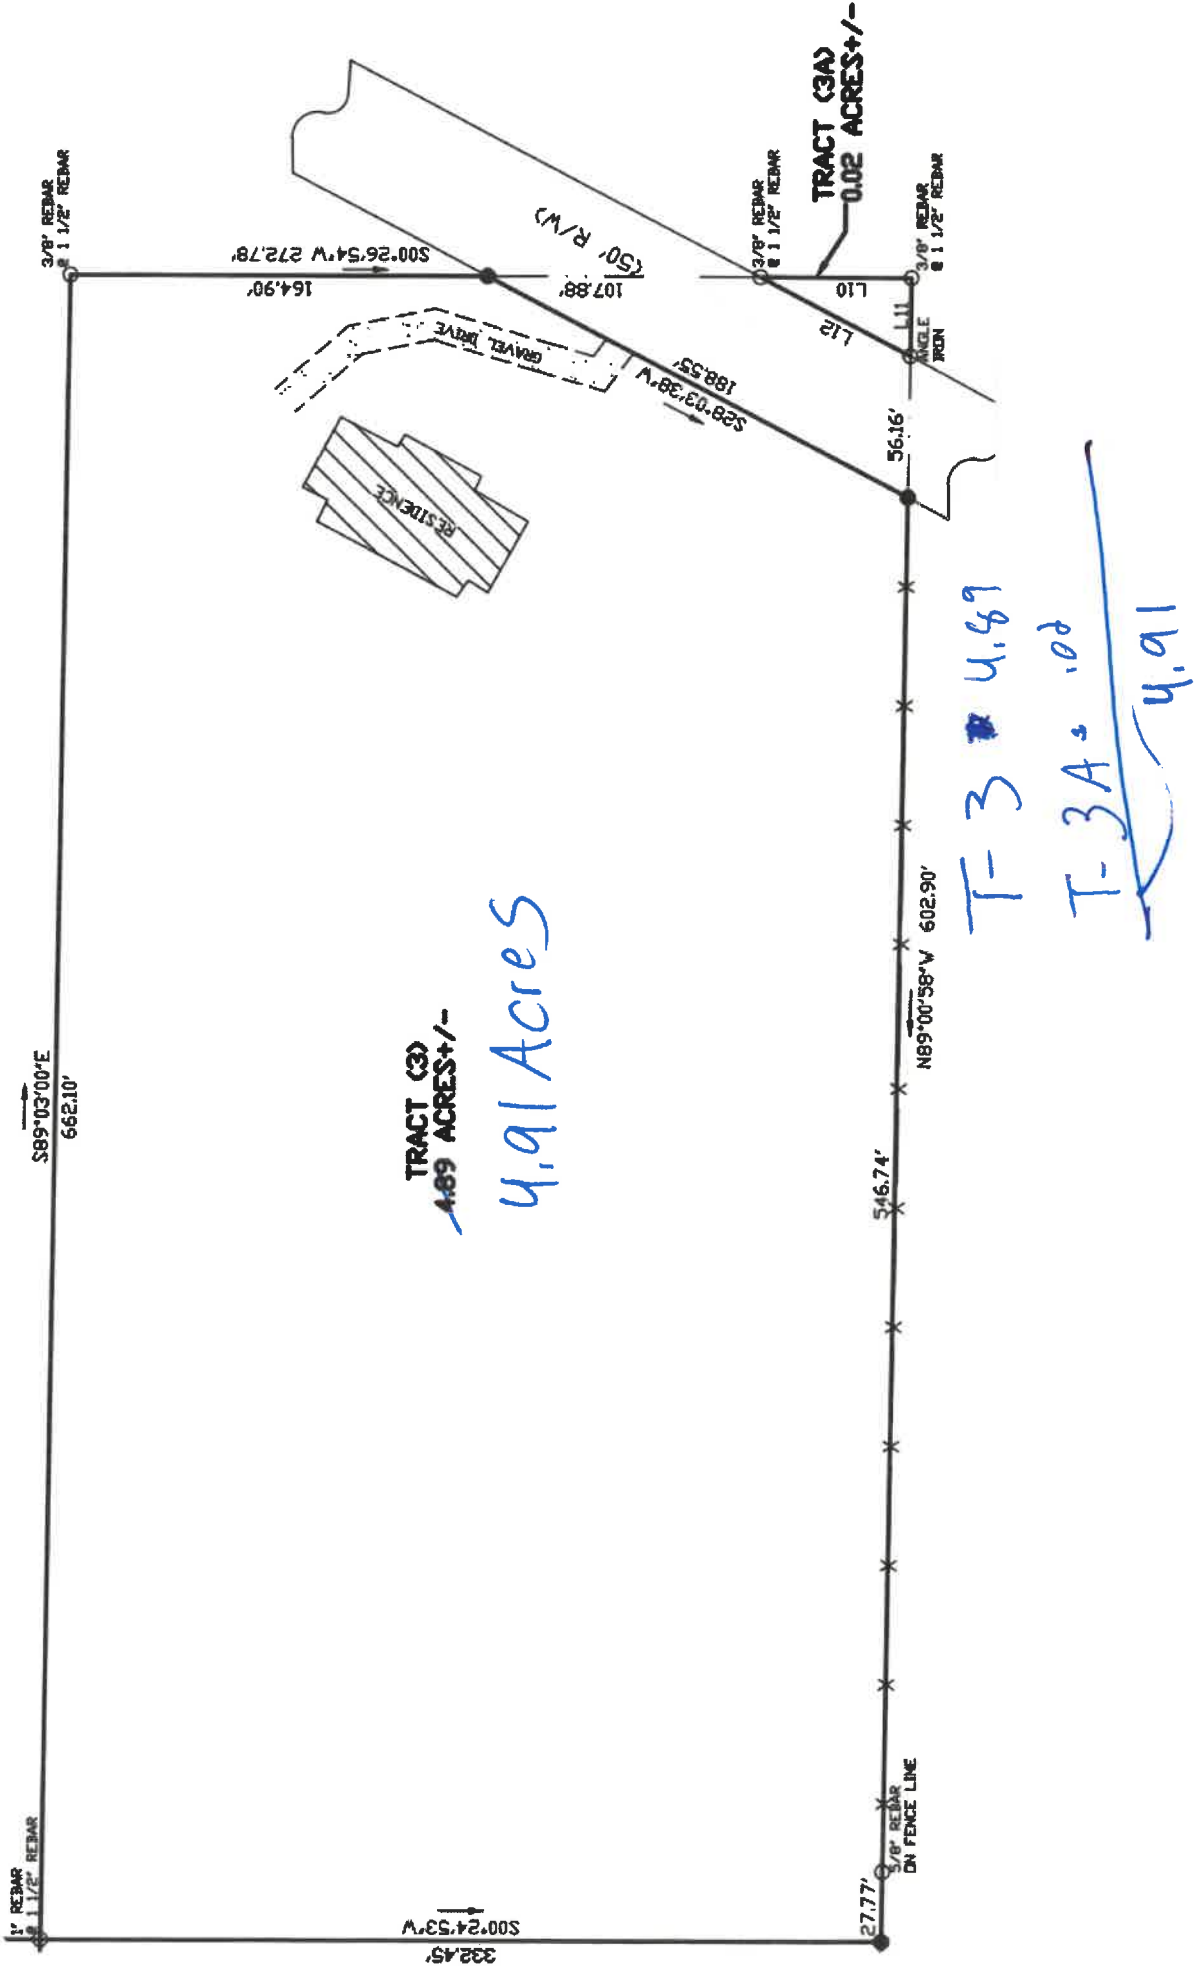 1" REBAR
@ 1 1/2" REBAR
S89°03'00"E
662.10'
3/8" REBAR
@ 1 1/2" REBAR
S00°26'54"W 272.78'
164.90'
107.88'
(50' R/W)
GRAVEL DRIVE
RESIDENCE
S28°03'38"W
188.55'
3/8" REBAR
@ 1 1/2" REBAR
TRACT (3A)
0.02 ACRES+/-
L10
L12
L11
3/8" REBAR
@ 1 1/2" REBAR
ANGLE
IRON
56.16'
TRACT (3)
4.89 ACRES+/-
4.91 Acres
S00°24'53"W
332.45'
27.77'
5/8" REBAR
ON FENCE LINE
546.74'
N89°00'58"W 602.90'
T-3 4.89
T-3A = .02
4.91